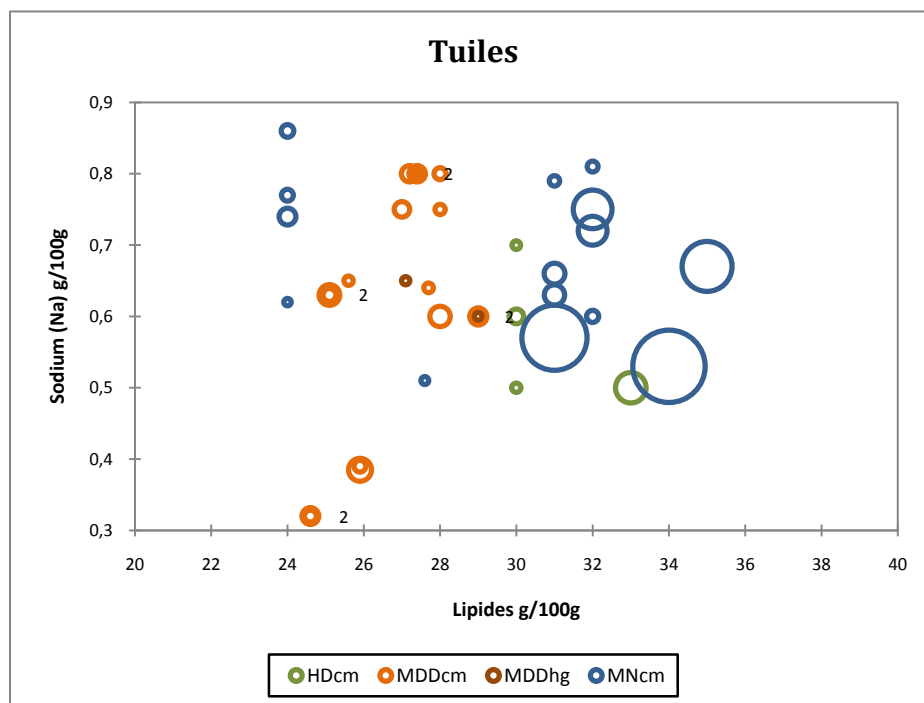 Tuiles
Sodium (Na) g/100g
0,9
0,8
0,7
0,6
0,5
0,4
0,3
2
2
2
2
20 22 24 26 28 30 32 34 36 38 40
Lipides g/100g
HDcm MDDcm MDDhg MNcm